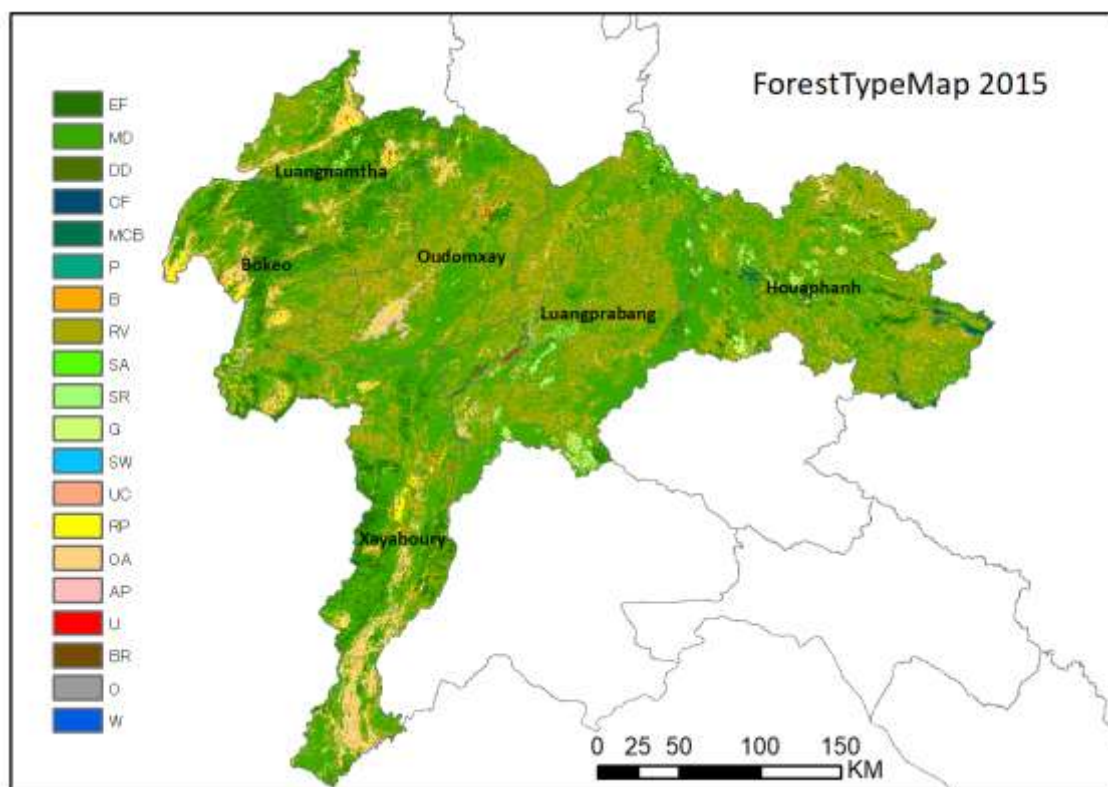 ForestTypeMap 2015
EF
MD
DD
CF
MCB
P
B
RV
SA
SR
G
SW
UC
RP
OA
AP
U
BR
O
W
Luangnamtha
Bokeo
Oudomxay
Luangprabang
Houaphanh
Xayaboury
0 25 50 100 150
KM